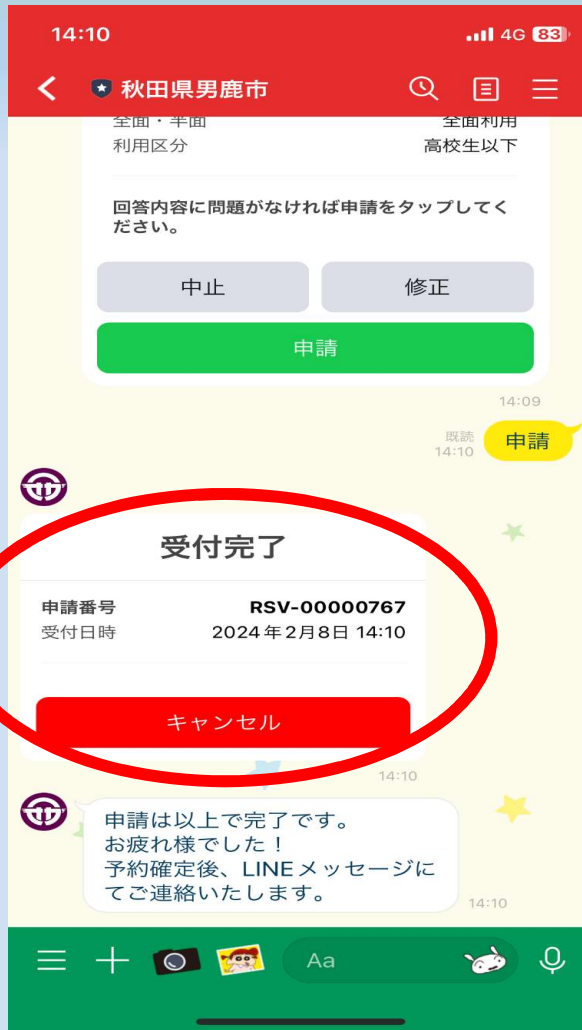 14:10
4G 83
秋田県男鹿市
全面・半面 全面利用
利用区分 高校生以下
回答内容に問題がなければ申請をタップしてく
ださい。
中止 修正
申請
14:09
既読
14:10
申請
受付完了
申請番号 RSV-00000767
受付日時 2024年2月8日 14:10
キャンセル
14:10
申請は以上で完了です。
お疲れ様でした！
予約確定後、LINEメッセージに
てご連絡いたします。
14:10
Aa